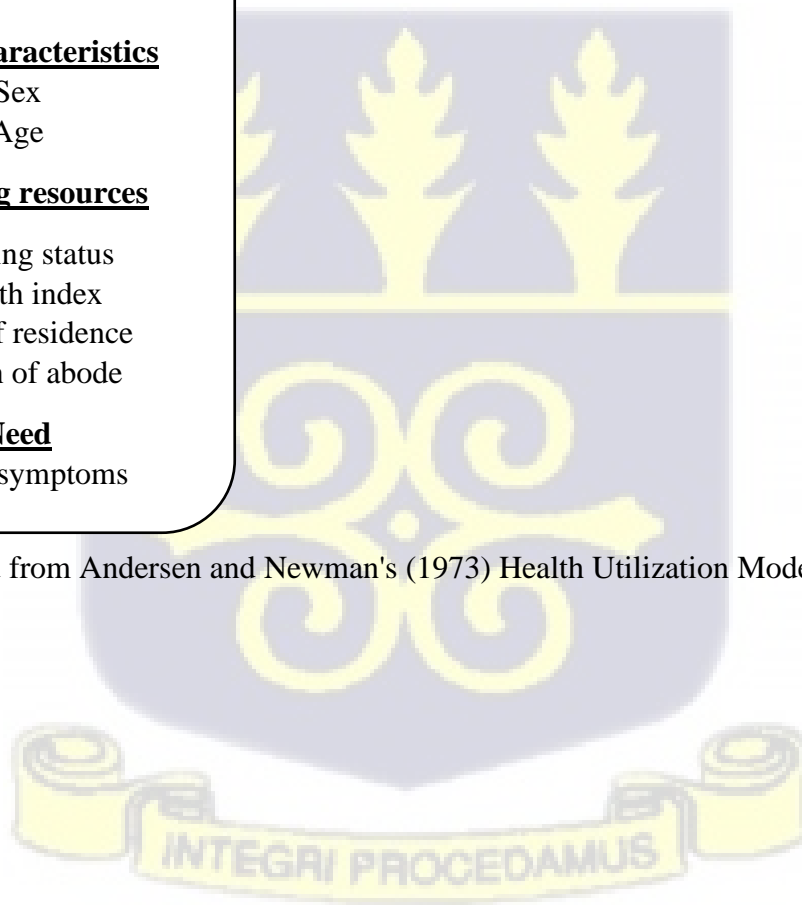 aracteristics
Sex
Age
g resources
ng status
th index
f residence
n of abode
Need
symptoms
from Andersen and Newman's (1973) Health Utilization Mode
INTEGRI PROCEDAMUS